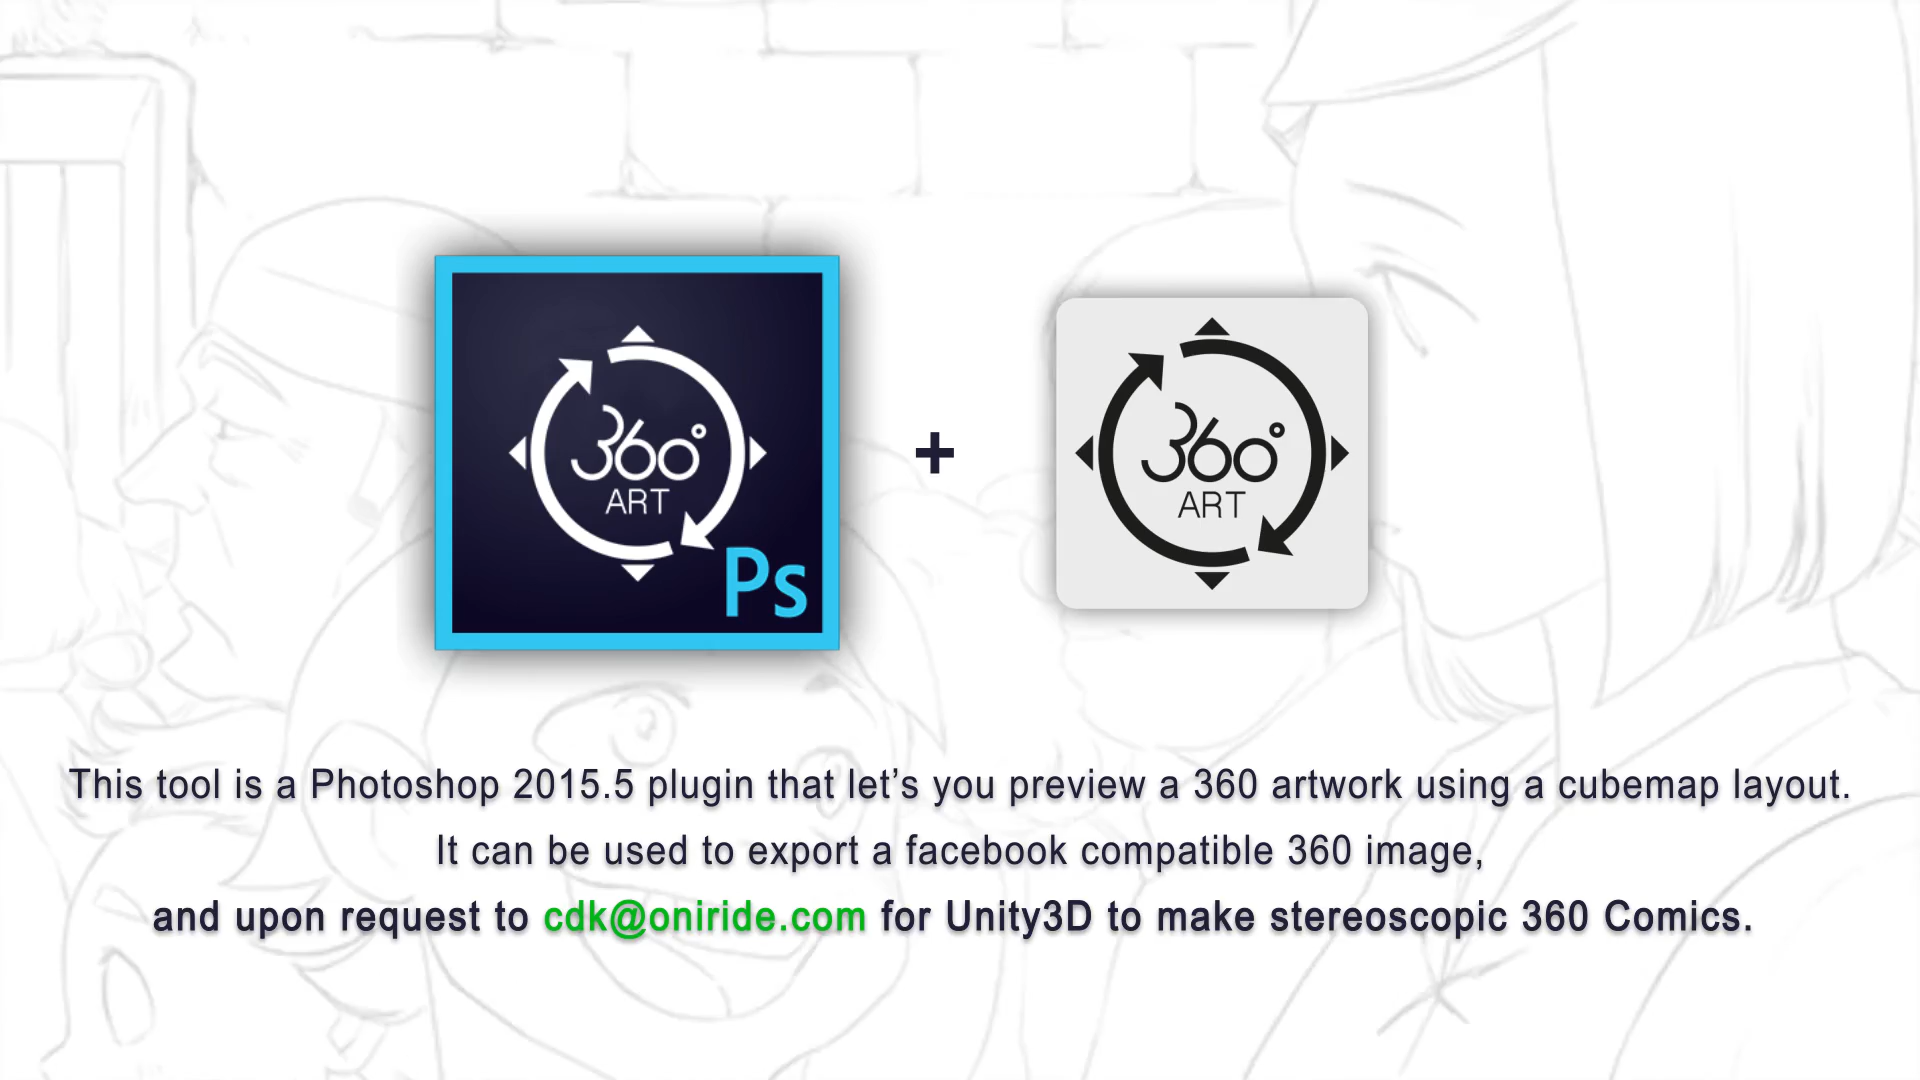 360°
ART
Ps
+
360°
ART
This tool is a Photoshop 2015.5 plugin that let’s you preview a 360 artwork using a cubemap layout.
It can be used to export a facebook compatible 360 image,
and upon request to cdk@oniride.com for Unity3D to make stereoscopic 360 Comics.